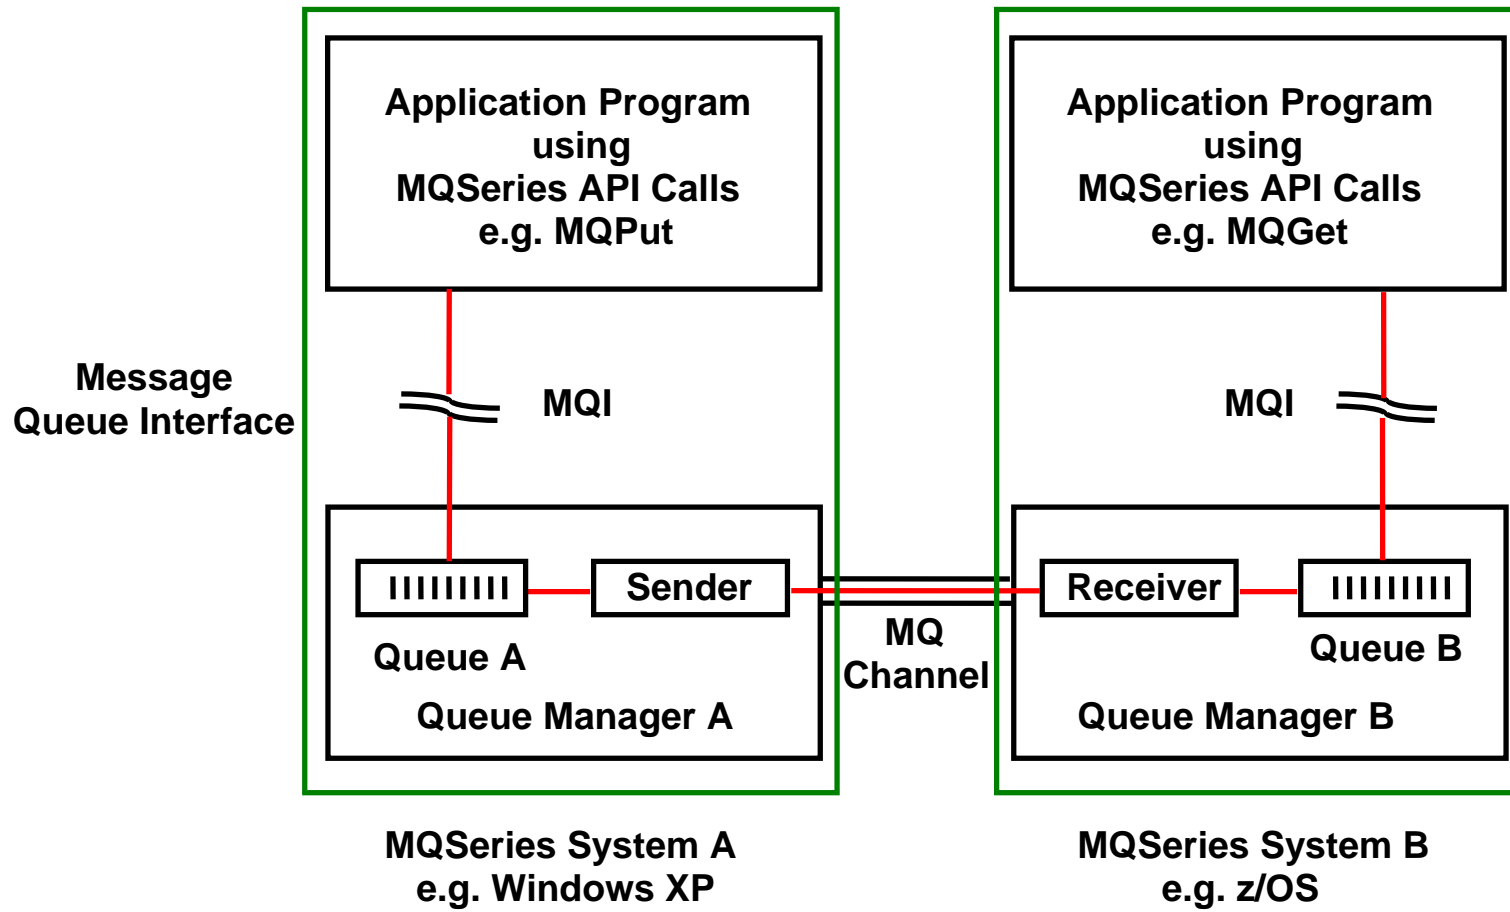 Application Program
using
MQSeries API Calls
e.g. MQPut
Application Program
using
MQSeries API Calls
e.g. MQGet
Message
Queue Interface
MQI
MQI
Sender
Receiver
Queue A
MQ
Channel
Queue B
Queue Manager A
Queue Manager B
MQSeries System A
e.g. Windows XP
MQSeries System B
e.g. z/OS